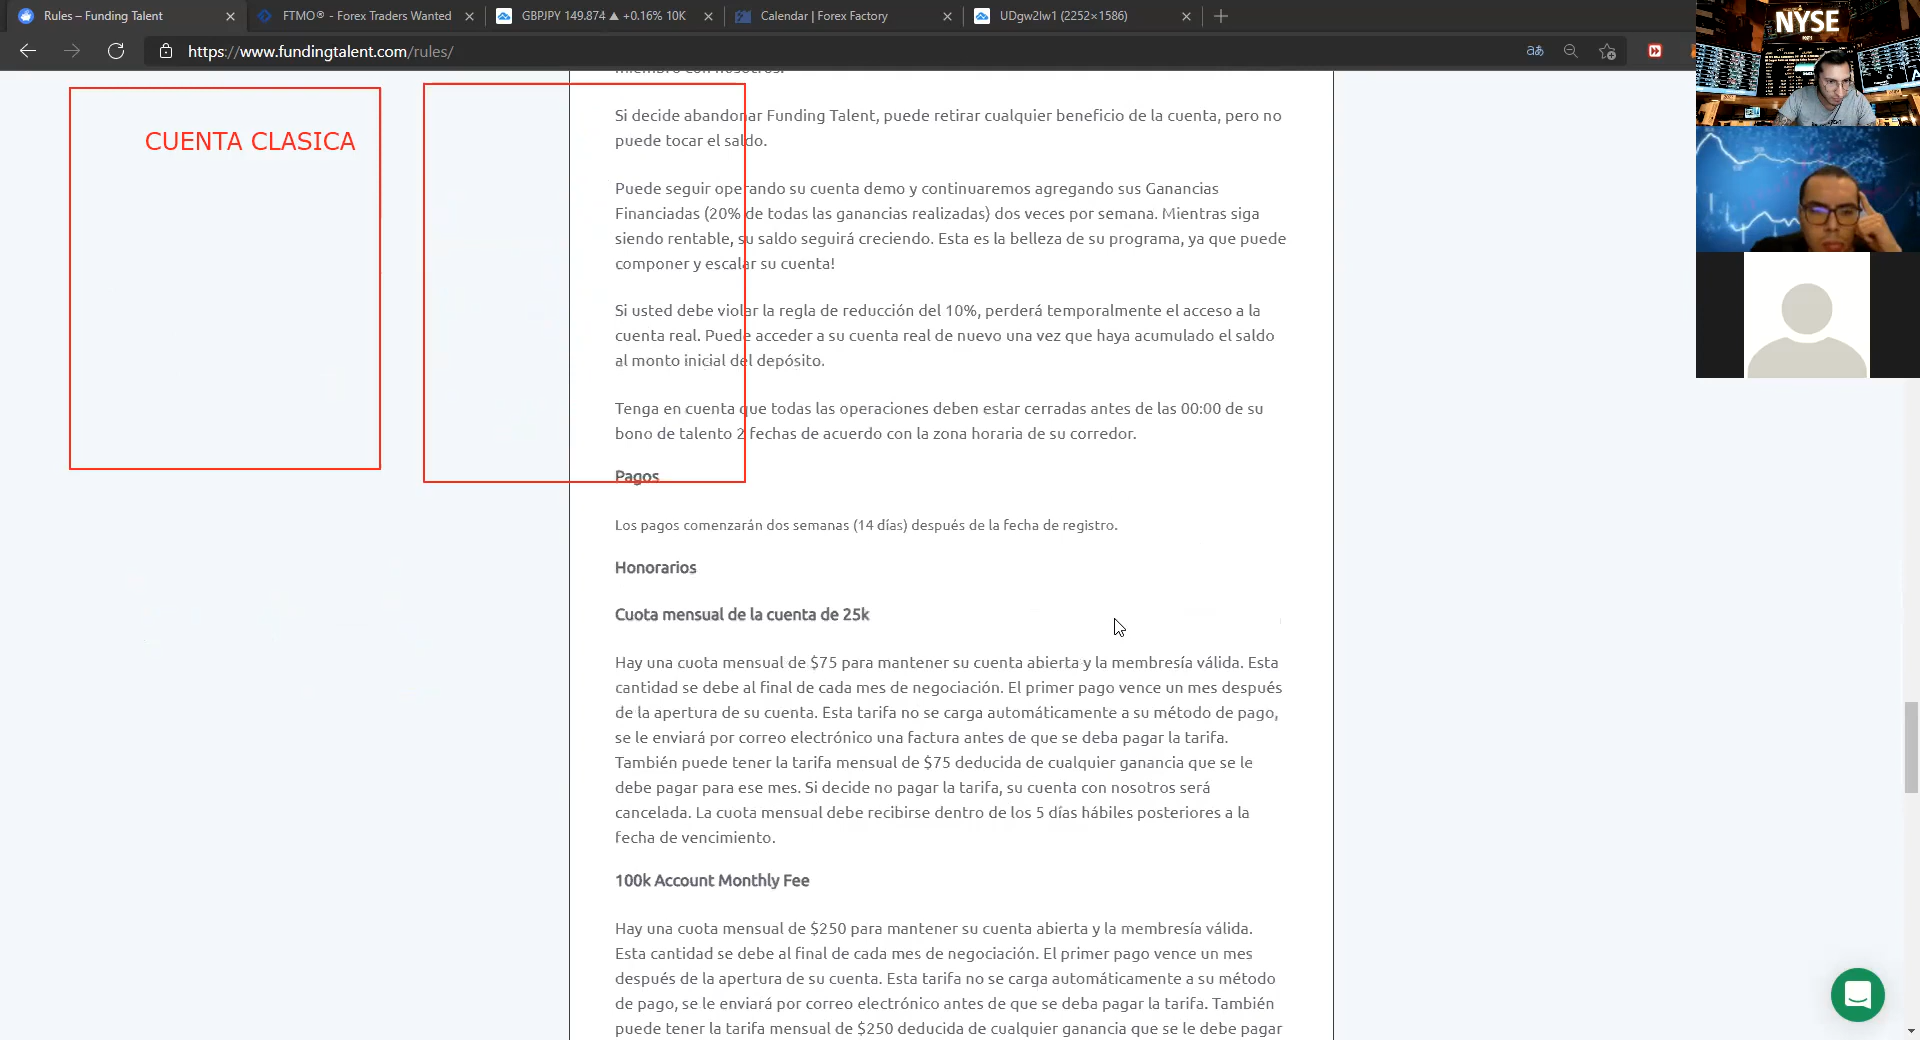 Rules – Funding Talent
FTMO® - Forex Traders Wanted
GBPJPY 149.874 ▲ +0.16% 10K
Calendar | Forex Factory
UDgw2lw1 (2252×1586)
https://www.fundingtalent.com/rules/
NYSE
CUENTA CLASICA
miembro con nosotros.
Si decide abandonar Funding Talent, puede retirar cualquier beneficio de la cuenta, pero no
puede tocar el saldo.
Puede seguir operando su cuenta demo y continuaremos agregando sus Ganancias
Financiadas (20% de todas las ganancias realizadas) dos veces por semana. Mientras siga
siendo rentable, su saldo seguirá creciendo. Esta es la belleza de su programa, ya que puede
componer y escalar su cuenta!
Si usted debe violar la regla de reducción del 10%, perderá temporalmente el acceso a la
cuenta real. Puede acceder a su cuenta real de nuevo una vez que haya acumulado el saldo
al monto inicial del depósito.
Tenga en cuenta que todas las operaciones deben estar cerradas antes de las 00:00 de su
bono de talento 2 fechas de acuerdo con la zona horaria de su corredor.
Pagos
Los pagos comenzarán dos semanas (14 días) después de la fecha de registro.
Honorarios
Cuota mensual de la cuenta de 25k
Hay una cuota mensual de $75 para mantener su cuenta abierta y la membresía válida. Esta
cantidad se debe al final de cada mes de negociación. El primer pago vence un mes después
de la apertura de su cuenta. Esta tarifa no se carga automáticamente a su método de pago,
se le enviará por correo electrónico una factura antes de que se deba pagar la tarifa.
También puede tener la tarifa mensual de $75 deducida de cualquier ganancia que se le
debe pagar para ese mes. Si decide no pagar la tarifa, su cuenta con nosotros será
cancelada. La cuota mensual debe recibirse dentro de los 5 días hábiles posteriores a la
fecha de vencimiento.
100k Account Monthly Fee
Hay una cuota mensual de $250 para mantener su cuenta abierta y la membresía válida.
Esta cantidad se debe al final de cada mes de negociación. El primer pago vence un mes
después de la apertura de su cuenta. Esta tarifa no se carga automáticamente a su método
de pago, se le enviará por correo electrónico antes de que se deba pagar la tarifa. También
puede tener la tarifa mensual de $250 deducida de cualquier ganancia que se le debe pagar